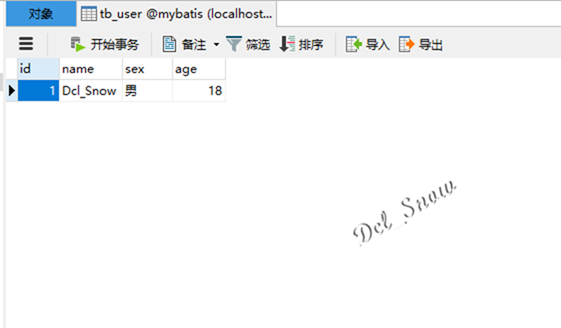 对象 tb_user @mybatis (localhost...
开始事务 备注 筛选 排序 导入 导出
id name sex age
1 Dcl_Snow 男 18
Dcl_Snow